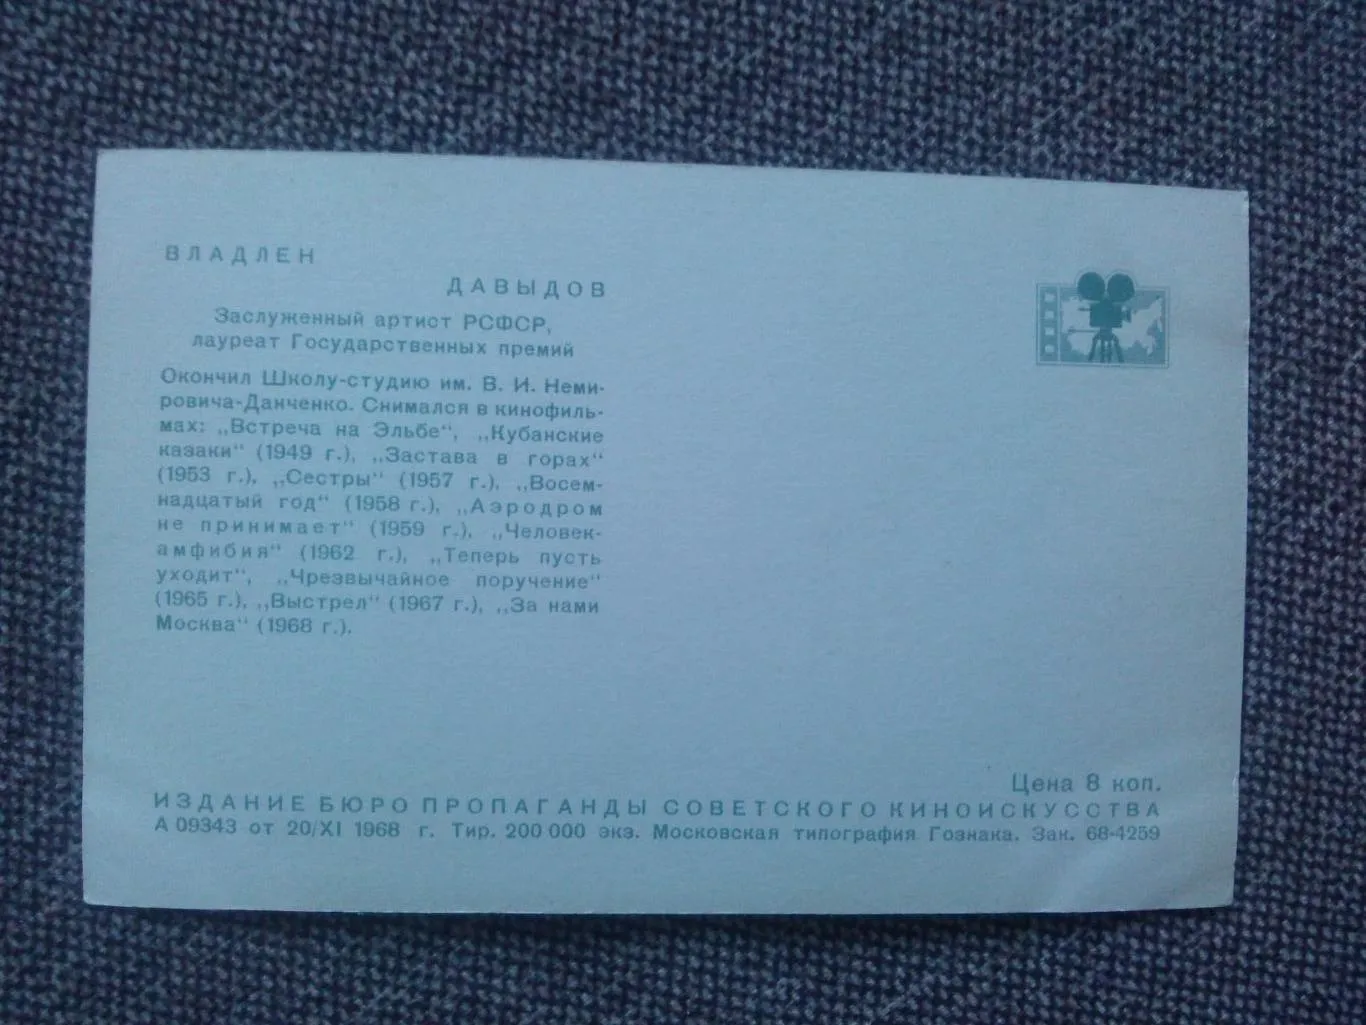 ВЛАДЛЕН
ДАВЫДОВ
Заслуженный артист РСФСР,
лауреат Государственных премий
Окончил Школу-студию им. В. И. Неми-
ровича-Данченко. Снимался в кинофиль-
мах: „Встреча на Эльбе“, „Кубанские
казаки“ (1949 г.), „Застава в горах“
(1953 г.), „Сестры“ (1957 г.), „Восем-
надцатый год“ (1958 г.), „Аэродром
не принимает“ (1959 г.), „Человек-
амфибия“ (1962 г.), „Теперь пусть
уходит“, „Чрезвычайное поручение“
(1965 г.), „Выстрел“ (1967 г.), „За нами
Москва“ (1968 г.).
Цена 8 коп.
ИЗДАНИЕ БЮРО ПРОПАГАНДЫ СОВЕТСКОГО КИНОИСКУССТВА
А 09343 от 20/XI 1968 г. Тир. 200 000 экз. Московская типография Гознака. Зак. 68-4259